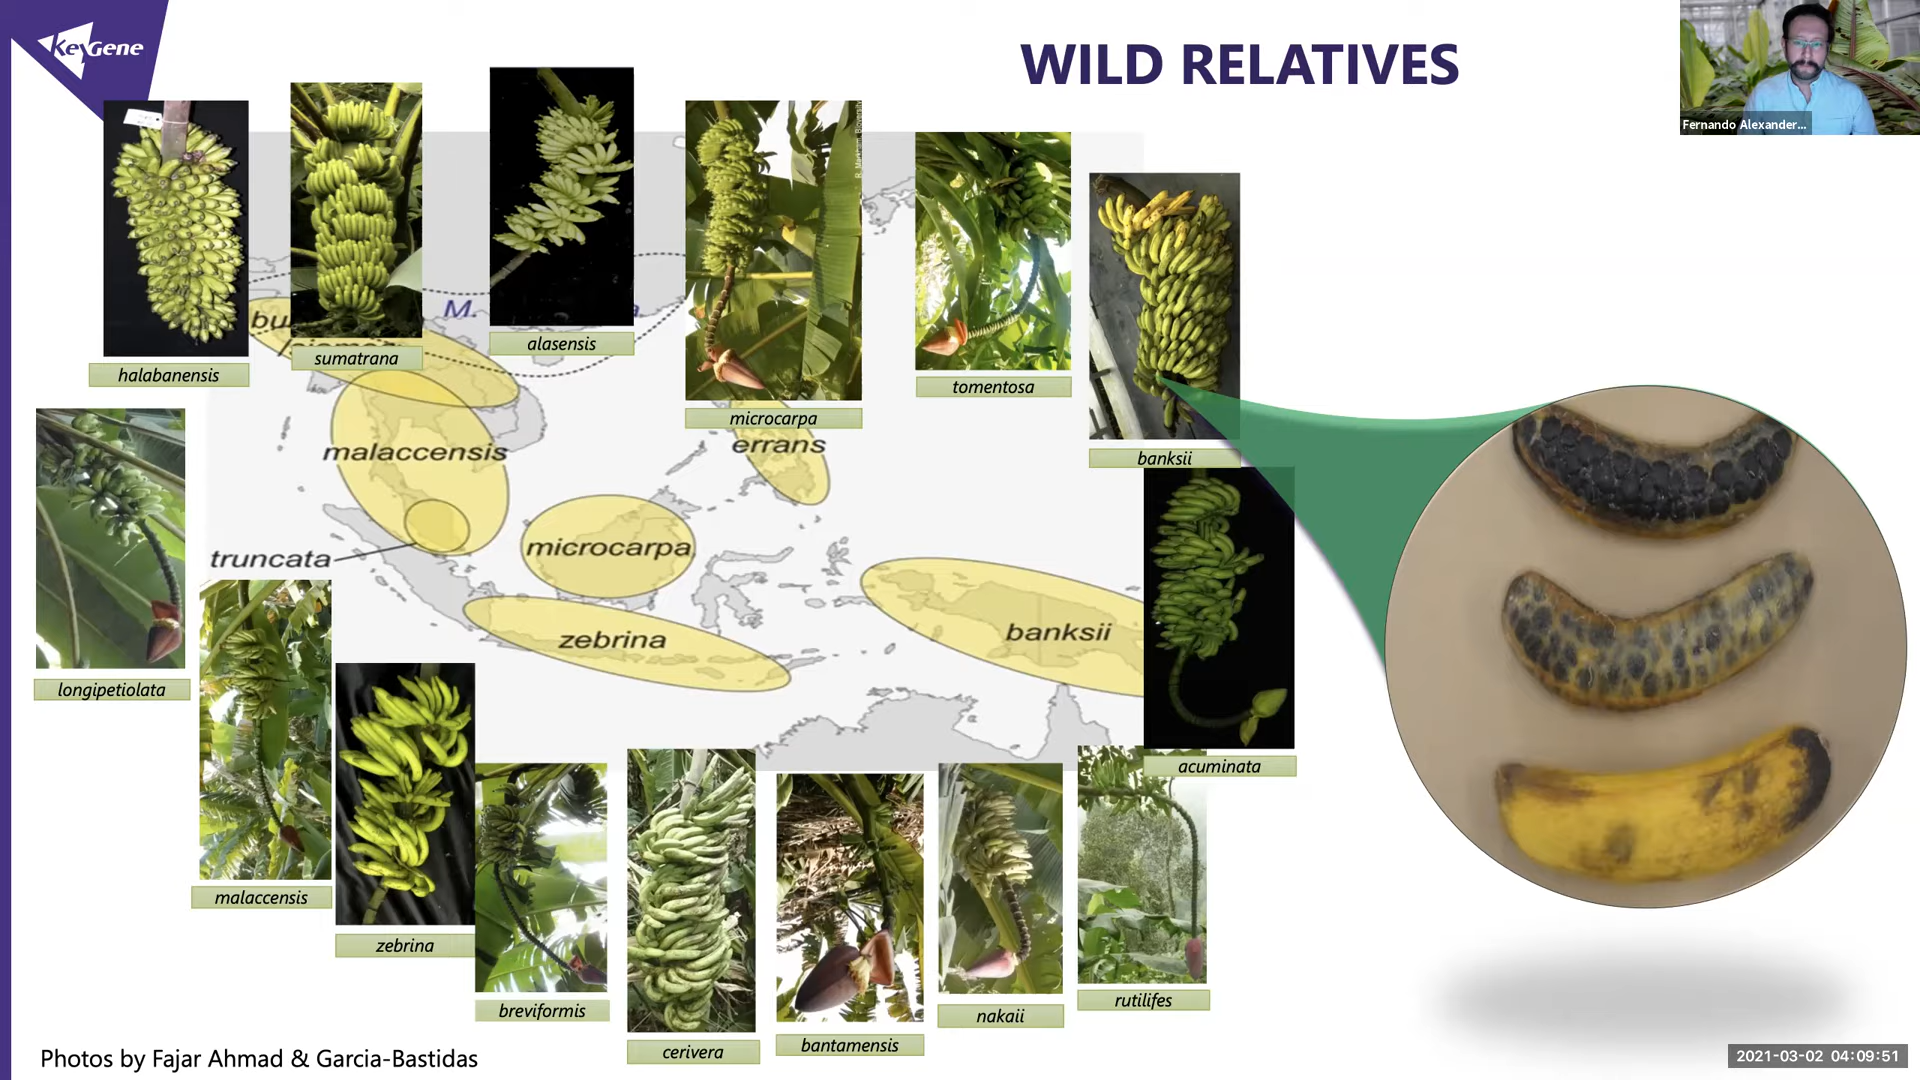 KeyGene
WILD RELATIVES
Fernando Alexander...
halabanensis
sumatrana
alasensis
microcarpa
tomentosa
banksii
M.
malaccensis
errans
truncata
microcarpa
zebrina
banksii
longipetiolata
malaccensis
zebrina
breviformis
cerivera
bantamensis
nakaii
rutilifes
acuminata
Photos by Fajar Ahmad & Garcia-Bastidas
2021-03-02 04:09:51